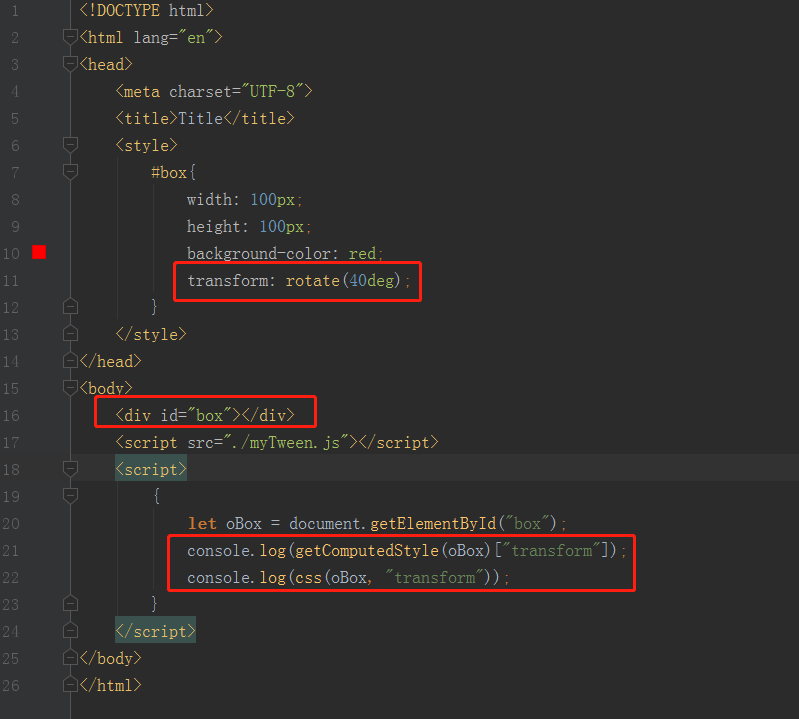 1 <!DOCTYPE html>
2 <html lang="en">
3 <head>
4     <meta charset="UTF-8">
5     <title>Title</title>
6     <style>
7         #box{
8             width: 100px;
9             height: 100px;
10             background-color: red;
11             transform: rotate(40deg);
12         }
13     </style>
14 </head>
15 <body>
16     <div id="box"></div>
17     <script src="./myTween.js"></script>
18     <script>
19         {
20             let oBox = document.getElementById("box");
21             console.log(getComputedStyle(oBox)["transform"]);
22             console.log(css(oBox, "transform"));
23         }
24     </script>
25 </body>
26 </html>